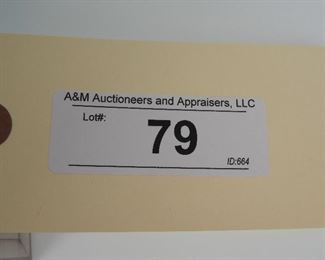 A&M Auctioneers and Appraisers, LLC
Lot#:
79
ID:664